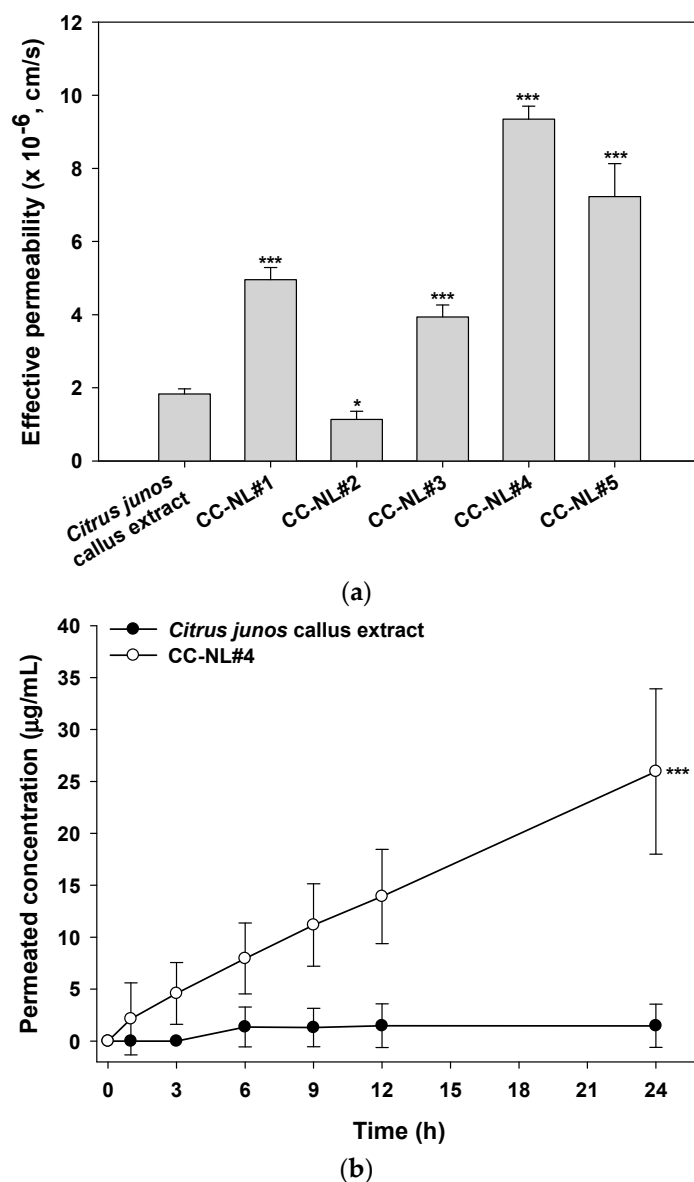 12
10
8
6
4
2
0
Effective permeability (x 10⁻⁶, cm/s)
***
*
***
***
***
Citrus junos
callus extract
CC-NL#1
CC-NL#2
CC-NL#3
CC-NL#4
CC-NL#5
(a)
40
35
30
25
20
15
10
5
0
Permeated concentration (µg/mL)
Citrus junos callus extract
CC-NL#4
***
0 3 6 9 12 15 18 21 24
Time (h)
(b)